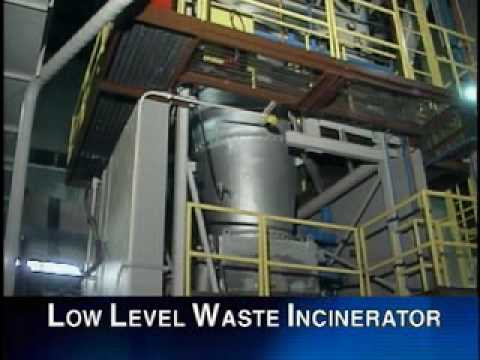 LOW LEVEL WASTE INCINERATOR